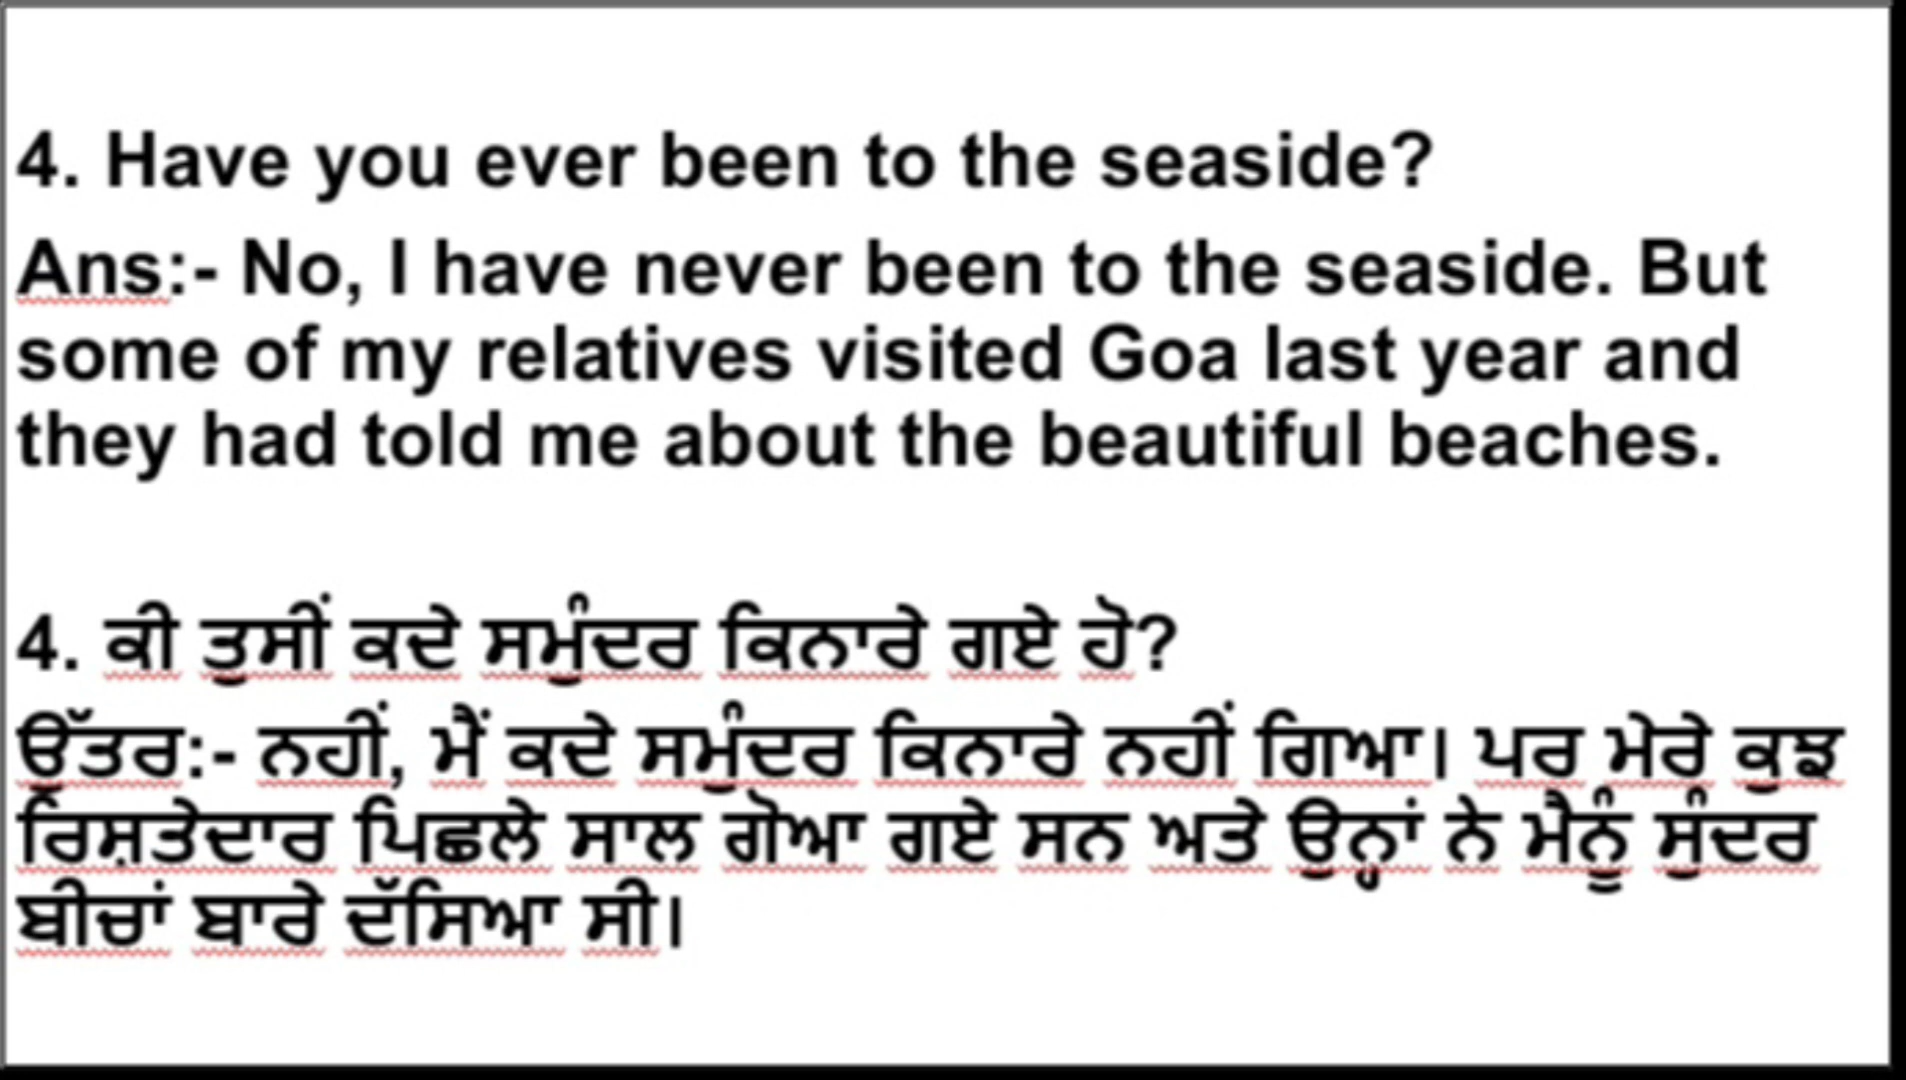 4. Have you ever been to the seaside?
Ans:- No, I have never been to the seaside. But
some of my relatives visited Goa last year and
they had told me about the beautiful beaches.
4. ਕੀ ਤੁਸੀਂ ਕਦੇ ਸਮੁੰਦਰ ਕਿਨਾਰੇ ਗਏ ਹੋ?
ਉੱਤਰ:- ਨਹੀਂ, ਮੈਂ ਕਦੇ ਸਮੁੰਦਰ ਕਿਨਾਰੇ ਨਹੀਂ ਗਿਆ। ਪਰ ਮੇਰੇ ਕੁਝ
ਰਿਸ਼ਤੇਦਾਰ ਪਿਛਲੇ ਸਾਲ ਗੋਆ ਗਏ ਸਨ ਅਤੇ ਉਨ੍ਹਾਂ ਨੇ ਮੈਨੂੰ ਸੁੰਦਰ
ਬੀਚਾਂ ਬਾਰੇ ਦੱਸਿਆ ਸੀ।